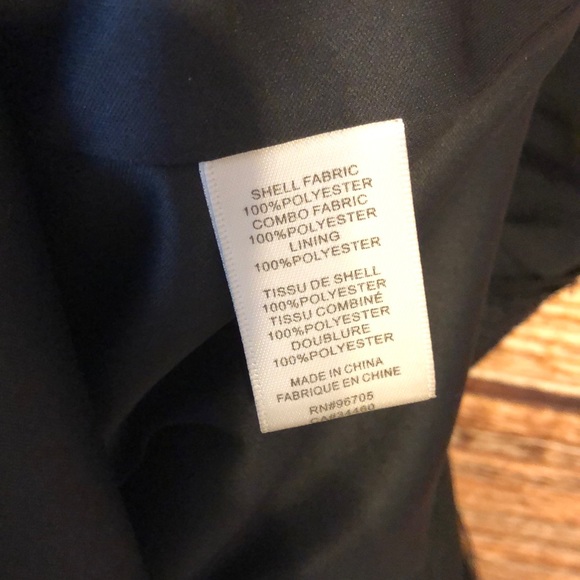 SHELL FABRIC
100%POLYESTER
COMBO FABRIC
100%POLYESTER
LINING
100%POLYESTER
TISSU DE SHELL
100%POLYESTER
TISSU COMBINÉ
100%POLYESTER
DOUBLURE
100%POLYESTER
MADE IN CHINA
FABRIQUE EN CHINE
RN#96705